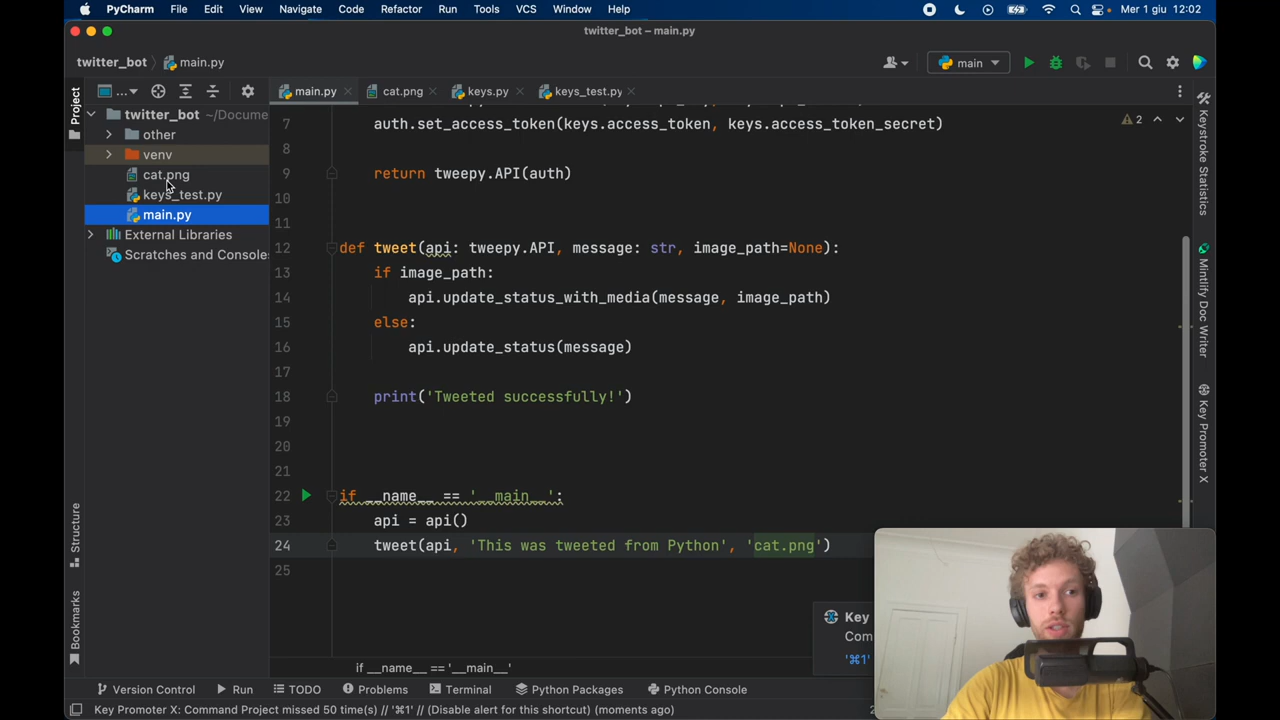 PyCharm File Edit View Navigate Code Refactor Run Tools VCS Window Help Mer 1 giu 12:02
twitter_bot – main.py
twitter_bot main.py main
Project main.py cat.png keys.py keys_test.py
twitter_bot ~/Docume
other
venv
cat.png
keys_test.py
main.py
External Libraries
Scratches and Consoles
2
7 auth.set_access_token(keys.access_token, keys.access_token_secret)
8
9 return tweepy.API(auth)
10
11
12 def tweet(api: tweepy.API, message: str, image_path=None):
13 if image_path:
14 api.update_status_with_media(message, image_path)
15 else:
16 api.update_status(message)
17
18 print('Tweeted successfully!')
19
20
21
22 if __name__ == '__main__':
23 api = api()
24 tweet(api, 'This was tweeted from Python', 'cat.png')
25
Keystroke Statistics
Mintlify Doc Writer
Key Promoter X
Structure
Bookmarks
Key
Com
'⌘1'
if __name__ == '__main__'
Version Control Run TODO Problems Terminal Python Packages Python Console
Key Promoter X: Command Project missed 50 time(s) // '⌘1' // (Disable alert for this shortcut) (moments ago)